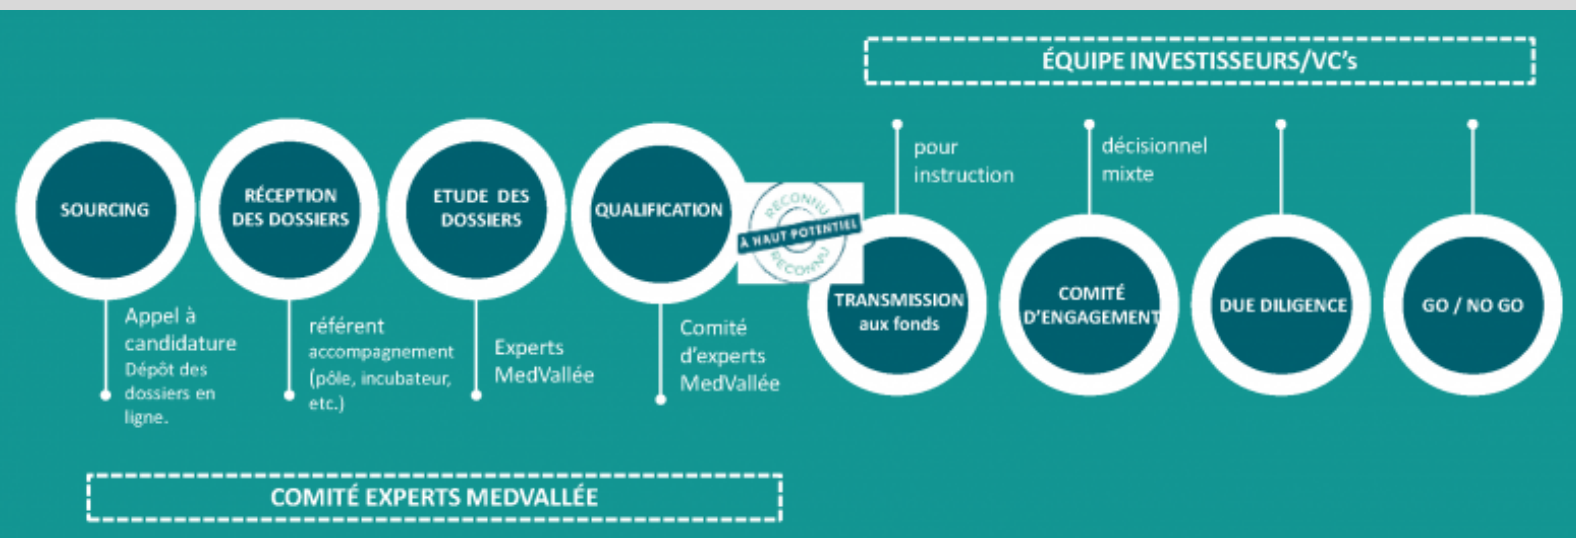 ÉQUIPE INVESTISSEURS/VC's
pour
instruction
décisionnel
mixte
SOURCING
RÉCEPTION
DES DOSSIERS
ETUDE DES
DOSSIERS
QUALIFICATION
RECONNU
À HAUT POTENTIEL
RECONNU
TRANSMISSION
aux fonds
COMITÉ
D'ENGAGEMENT
DUE DILIGENCE
GO / NO GO
Appel à
candidature
Dépôt des
dossiers en
ligne.
référent
accompagnement
(pôle, incubateur,
etc.)
Experts
MedVallée
Comité
d'experts
MedVallée
COMITÉ EXPERTS MEDVALLÉE